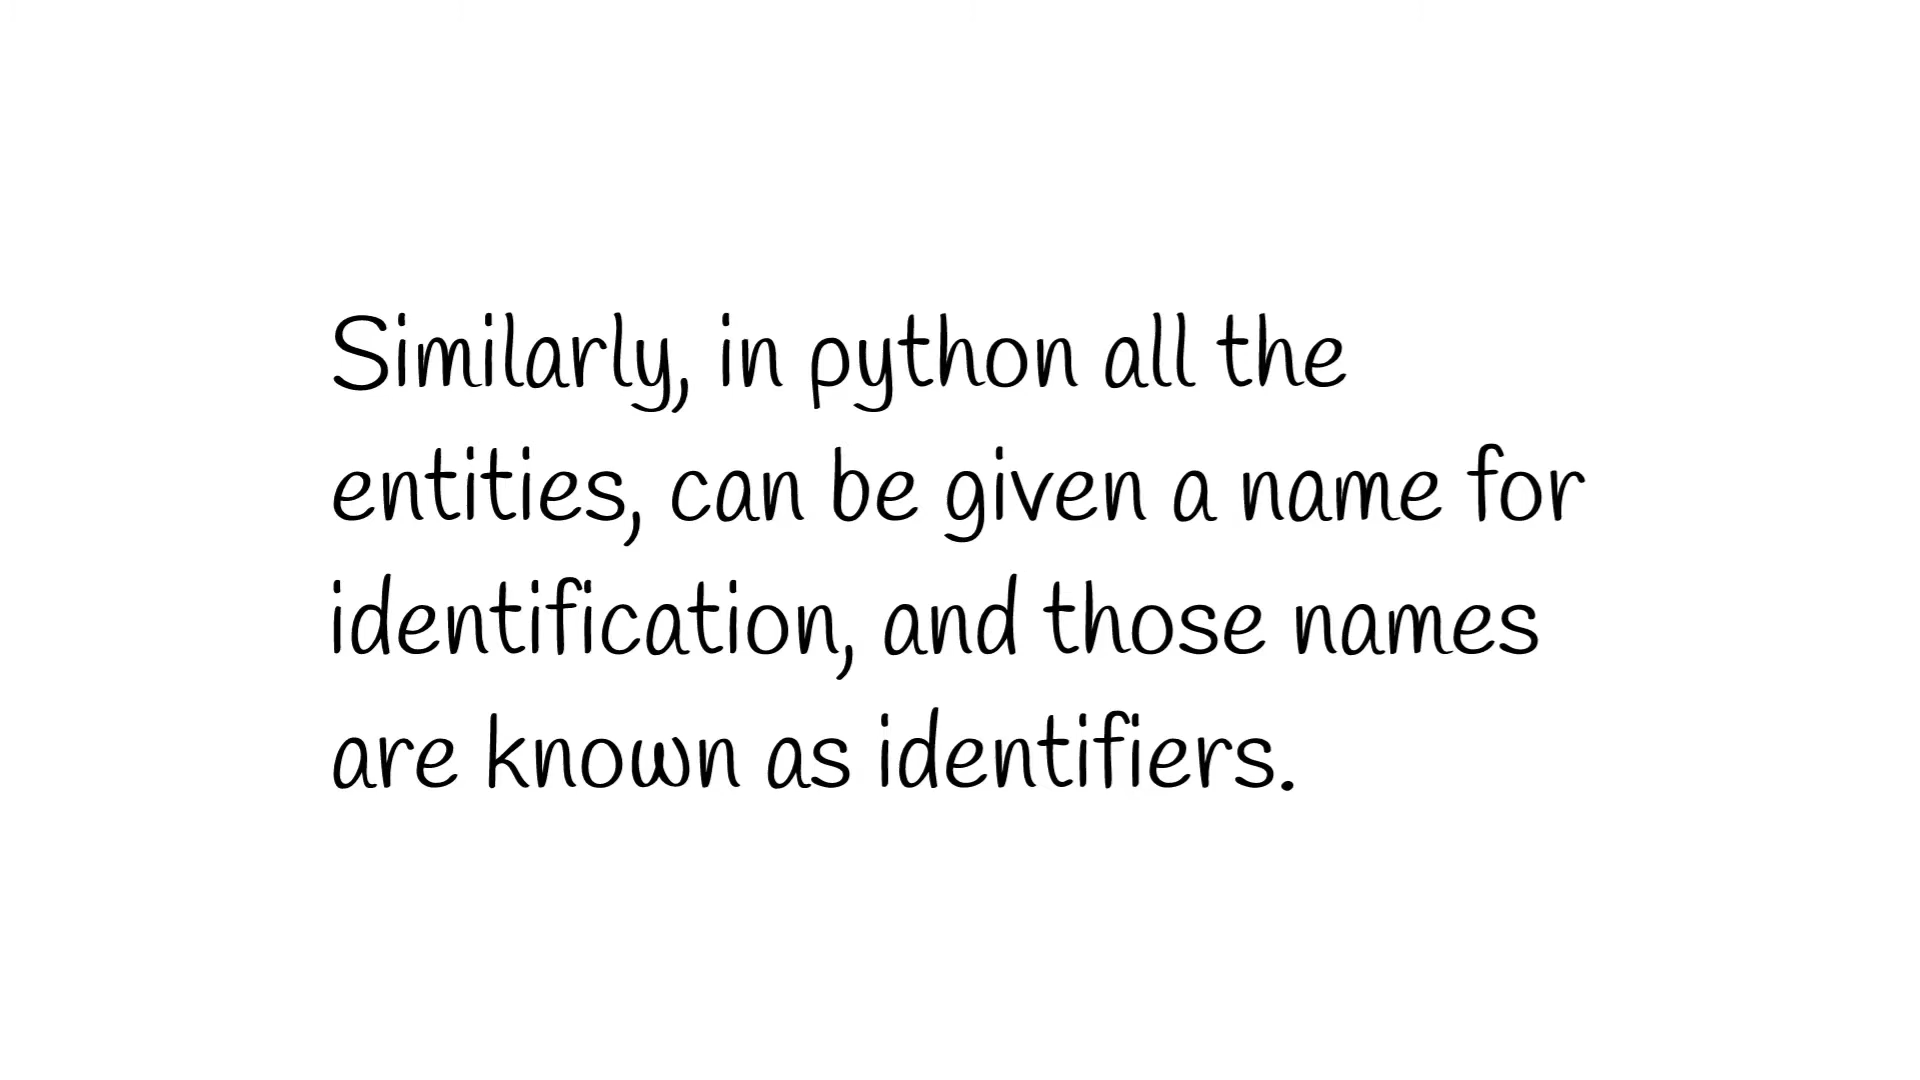 Similarly, in python all the
entities, can be given a name for
identification, and those names
are known as identifiers.